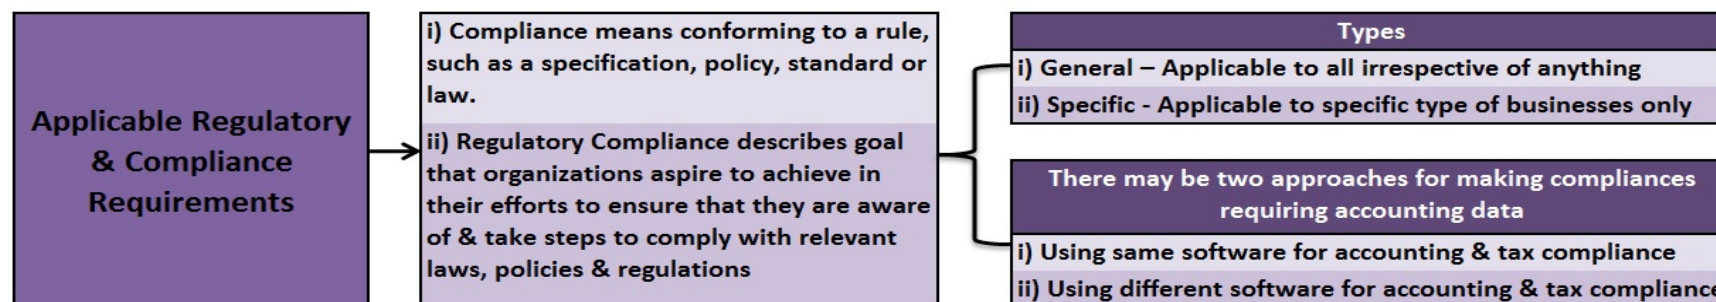 Applicable Regulatory
& Compliance
Requirements
i) Compliance means conforming to a rule,
such as a specification, policy, standard or
law.
ii) Regulatory Compliance describes goal
that organizations aspire to achieve in
their efforts to ensure that they are aware
of & take steps to comply with relevant
laws, policies & regulations
Types
i) General – Applicable to all irrespective of anything
ii) Specific - Applicable to specific type of businesses only
There may be two approaches for making compliances
requiring accounting data
i) Using same software for accounting & tax compliance
ii) Using different software for accounting & tax compliance